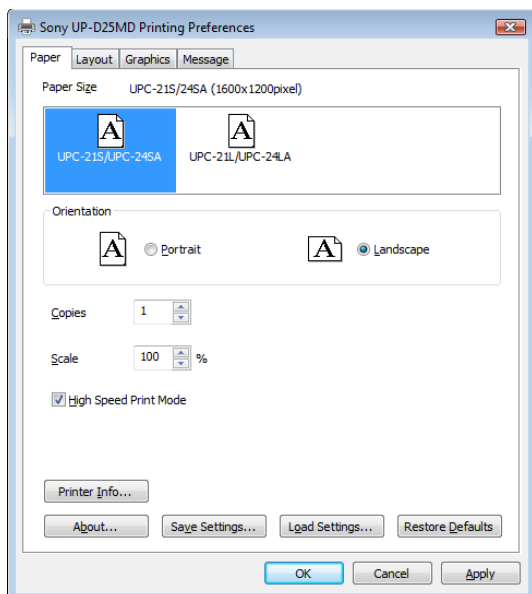 Sony UP-D25MD Printing Preferences
Paper Layout Graphics Message
Paper Size UPC-21S/24SA (1600x1200pixel)
A A
UPC-21S/UPC-24SA UPC-21L/UPC-24LA
Orientation
A Portrait A Landscape
Copies 1
Scale 100 %
High Speed Print Mode
Printer Info...
About... Save Settings... Load Settings... Restore Defaults
OK Cancel Apply